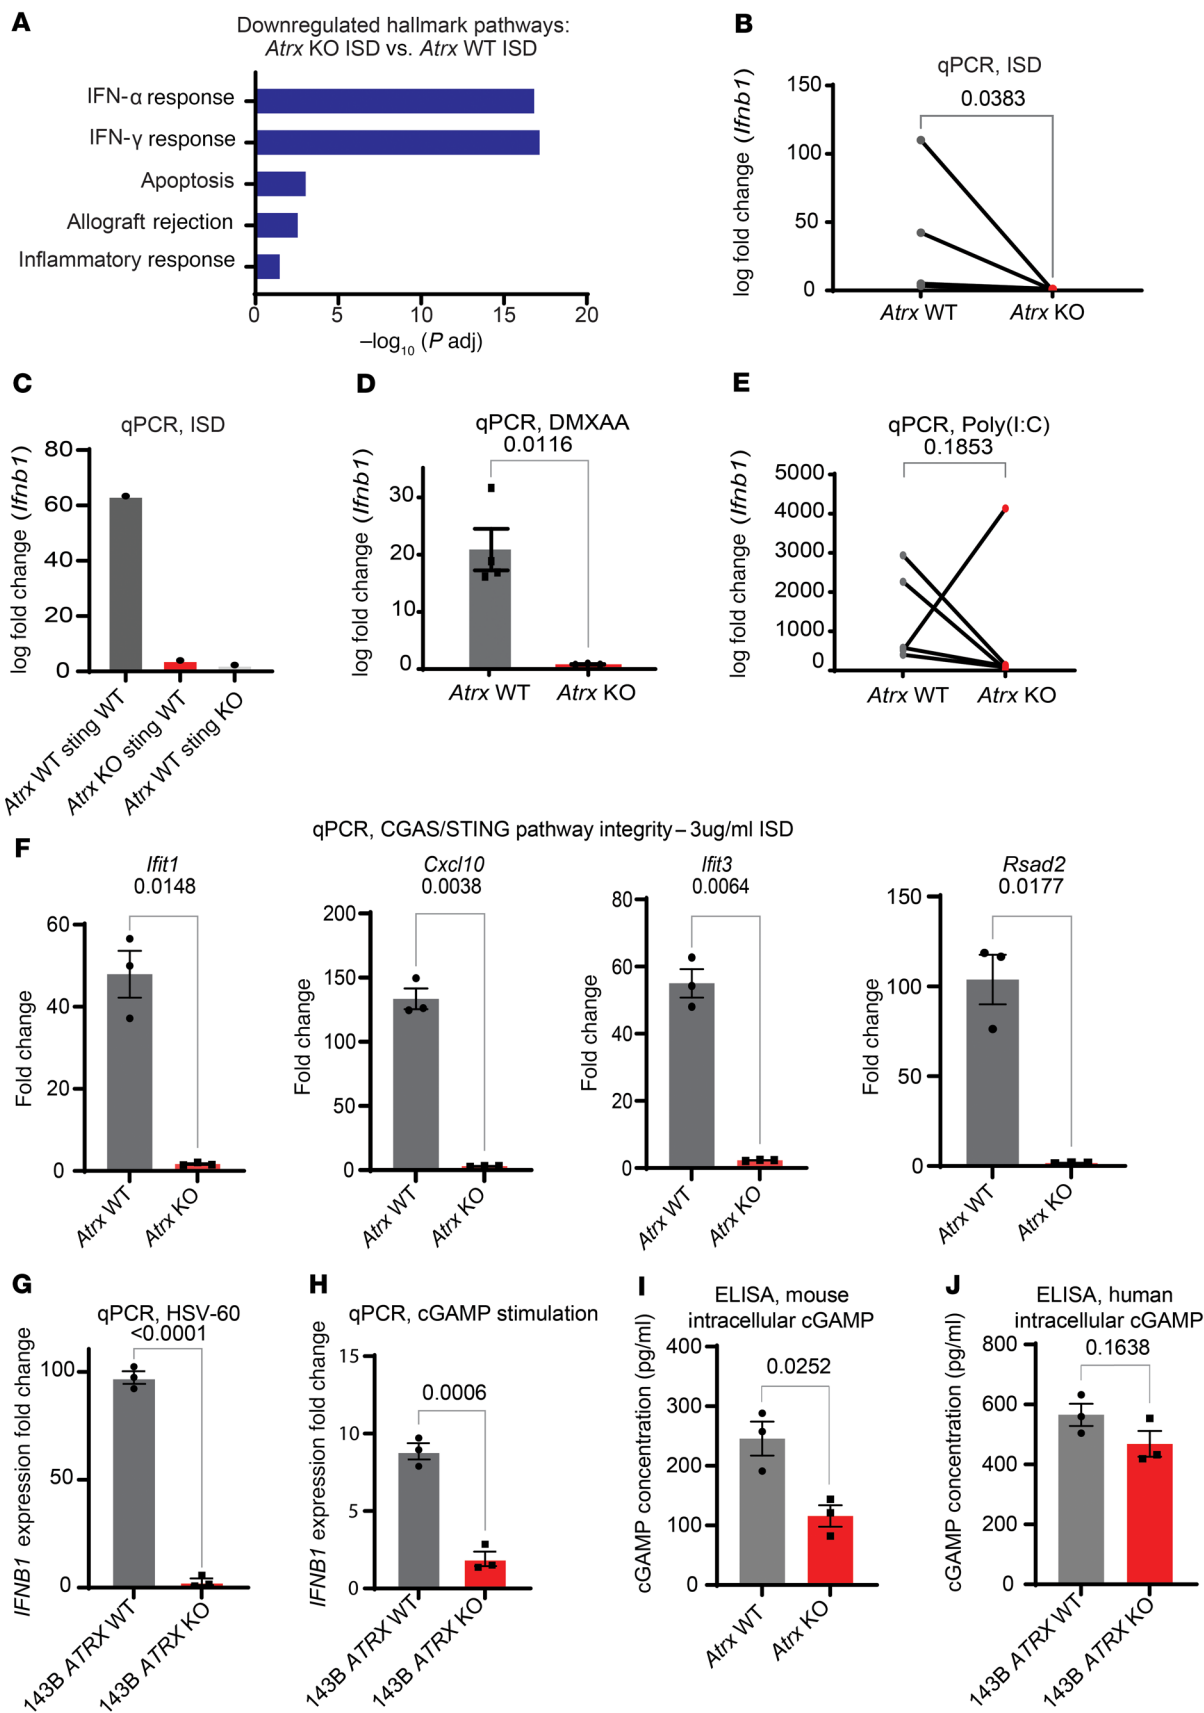 A
Downregulated hallmark pathways:
Atrx KO ISD vs. Atrx WT ISD
IFN-α response
IFN-γ response
Apoptosis
Allograft rejection
Inflammatory response
0 5 10 15 20
–log10 (P adj)
B
qPCR, ISD
0.0383
log fold change (Ifnb1)
150
100
50
0
Atrx WT Atrx KO
C
qPCR, ISD
log fold change (Ifnb1)
80
60
40
20
0
Atrx WT sting WT
Atrx KO sting WT
Atrx WT sting KO
D
qPCR, DMXAA
0.0116
log fold change (Ifnb1)
30
20
10
0
Atrx WT Atrx KO
E
qPCR, Poly(I:C)
0.1853
log fold change (Ifnb1)
5000
4000
3000
2000
1000
0
Atrx WT Atrx KO
qPCR, CGAS/STING pathway integrity – 3ug/ml ISD
F
Ifit1
0.0148
Fold change
60
40
20
0
Atrx WT
Atrx KO
Cxcl10
0.0038
Fold change
200
150
100
50
0
Atrx WT
Atrx KO
Ifit3
0.0064
Fold change
80
60
40
20
0
Atrx WT
Atrx KO
Rsad2
0.0177
Fold change
150
100
50
0
Atrx WT
Atrx KO
G
qPCR, HSV-60
<0.0001
IFNB1 expression fold change
100
50
0
143B ATRX WT
143B ATRX KO
H
qPCR, cGAMP stimulation
0.0006
IFNB1 expression fold change
15
10
5
0
143B ATRX WT
143B ATRX KO
I
ELISA, mouse
intracellular cGAMP
0.0252
cGAMP concentration (pg/ml)
400
300
200
100
0
Atrx WT
Atrx KO
J
ELISA, human
intracellular cGAMP
0.1638
cGAMP concentration (pg/ml)
800
600
400
200
0
143B ATRX WT
143B ATRX KO